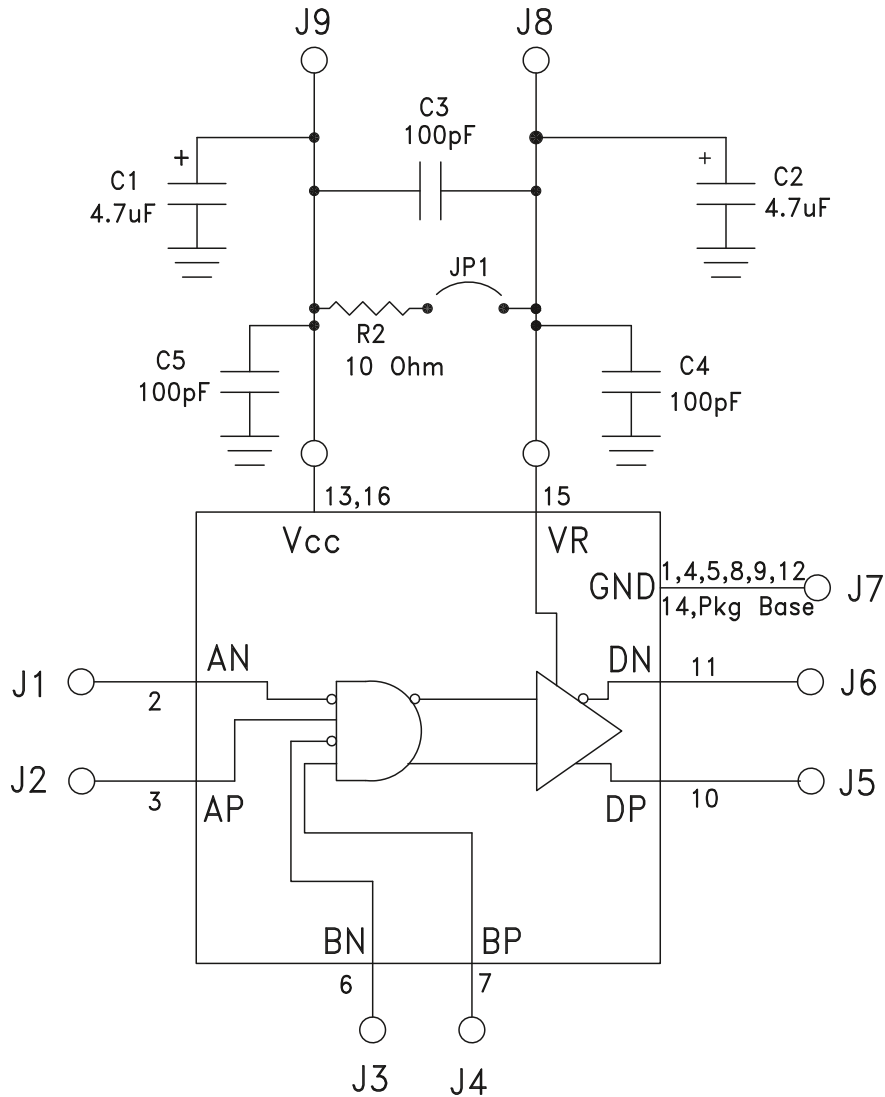 J9 J8
C3
100pF
+ +
C1 C2
4.7uF 4.7uF
JP1
R2
10 Ohm
C5 C4
100pF 100pF
13,16 15
Vcc VR
GND 1,4,5,8,9,12 J7
14,Pkg Base
AN DN
J1 2 11 J6
J2 3 10 J5
AP DP
BN BP
6 7
J3 J4